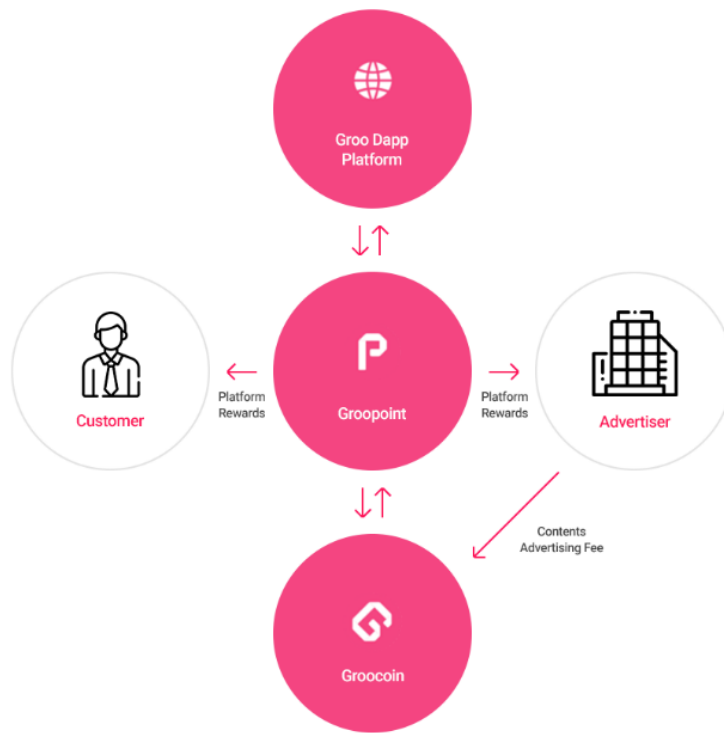 Groo Dapp
Platform
Customer
Platform
Rewards
P
Groopoint
Platform
Rewards
Advertiser
Contents
Advertising Fee
Groocoin